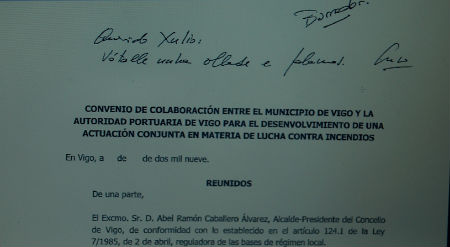 Borrador.
Querido Xulio:
Vótalle unha ollada e falamos.
CONVENIO DE COLABORACIÓN ENTRE EL MUNICIPIO DE VIGO Y LA
AUTORIDAD PORTUARIA DE VIGO PARA EL DESENVOLVIMIENTO DE UNA
ACTUACIÓN CONJUNTA EN MATERIA DE LUCHA CONTRA INCENDIOS
En Vigo, a de de dos mil nueve.
REUNIDOS
De una parte,
El Excmo. Sr. D. Abel Ramón Caballero Álvarez, Alcalde-Presidente del Concello
de Vigo, de conformidad con lo establecido en el artículo 124.1 de la Ley
7/1985, de 2 de abril, reguladora de las bases de régimen local.